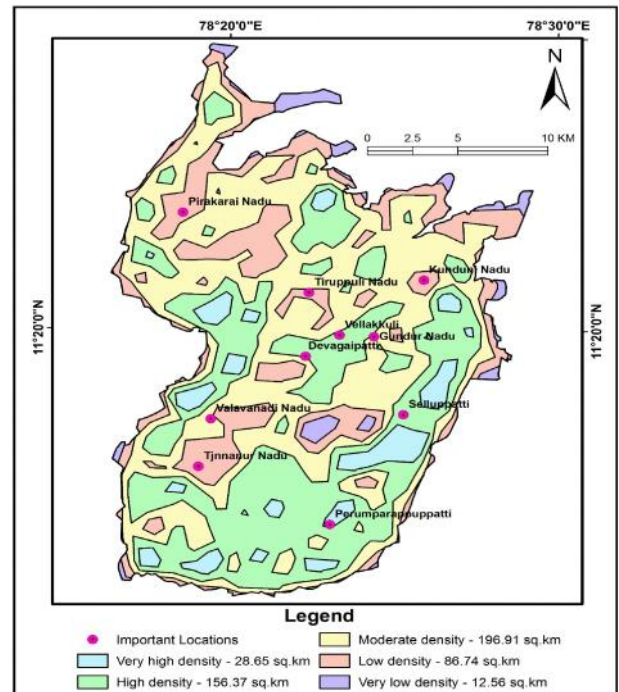 78°20'0"E 78°30'0"E
N
0 2.5 5 10 KM
Pirakarai Nadu
Kunduni Nadu
Tiruppuli Nadu
11°20'0"N 11°20'0"N
Vellakkuli
Gundur Nadu
Devagaipatti
Valavanadi Nadu
Selluppatti
Tjnnanur Nadu
Perumparappuppatti
Legend
Important Locations
Moderate density - 196.91 sq.km
Very high density - 28.65 sq.km
Low density - 86.74 sq.km
High density - 156.37 sq.km
Very low density - 12.56 sq.km